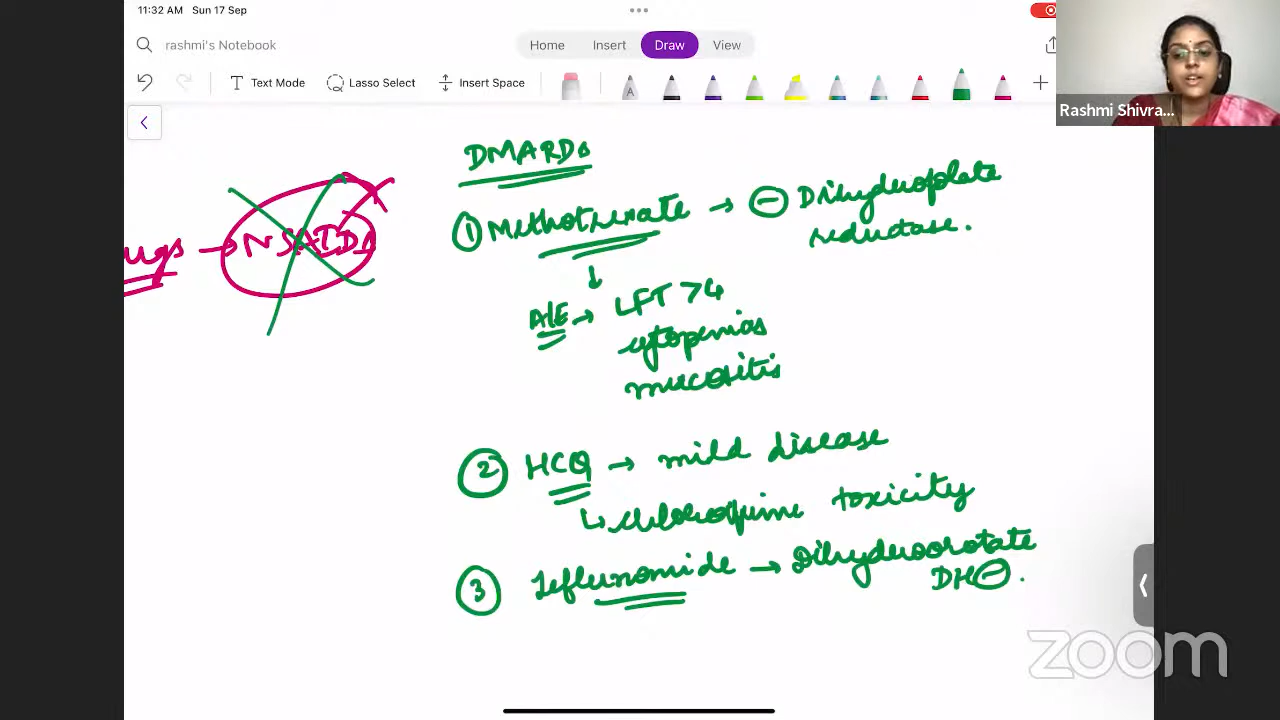 11:32 AM Sun 17 Sep
rashmi's Notebook
Home Insert Draw View
Text Mode Lasso Select Insert Space
A
Rashmi Shivra...
DMARDs
ugs → NSAIDs
① Methotrexate → ⊖ Dihydrofolate
reductase.
↓
A/E → LFT >4
cytopenias
mucositis
② HCQ → mild disease
↳ chloroquine toxicity
③ Leflunomide → Dihydroorotate
DH ⊖.
zoom